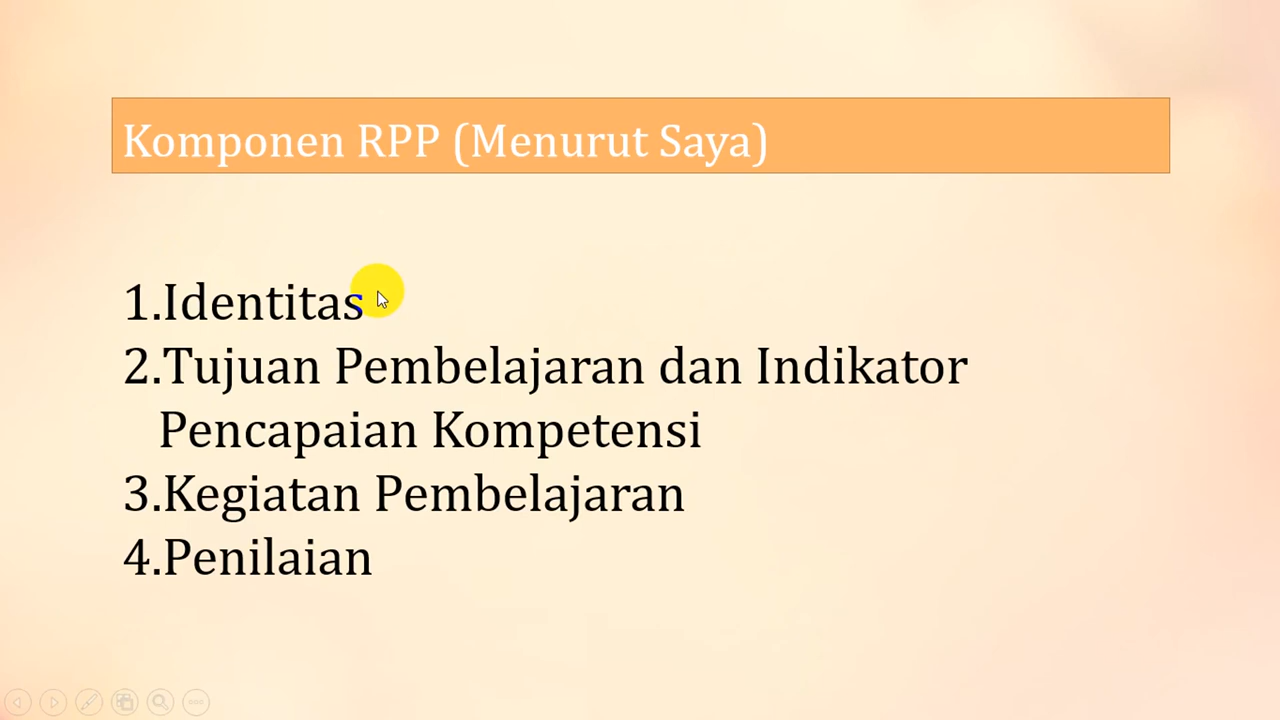 Komponen RPP (Menurut Saya)
1.Identitas
2.Tujuan Pembelajaran dan Indikator
Pencapaian Kompetensi
3.Kegiatan Pembelajaran
4.Penilaian